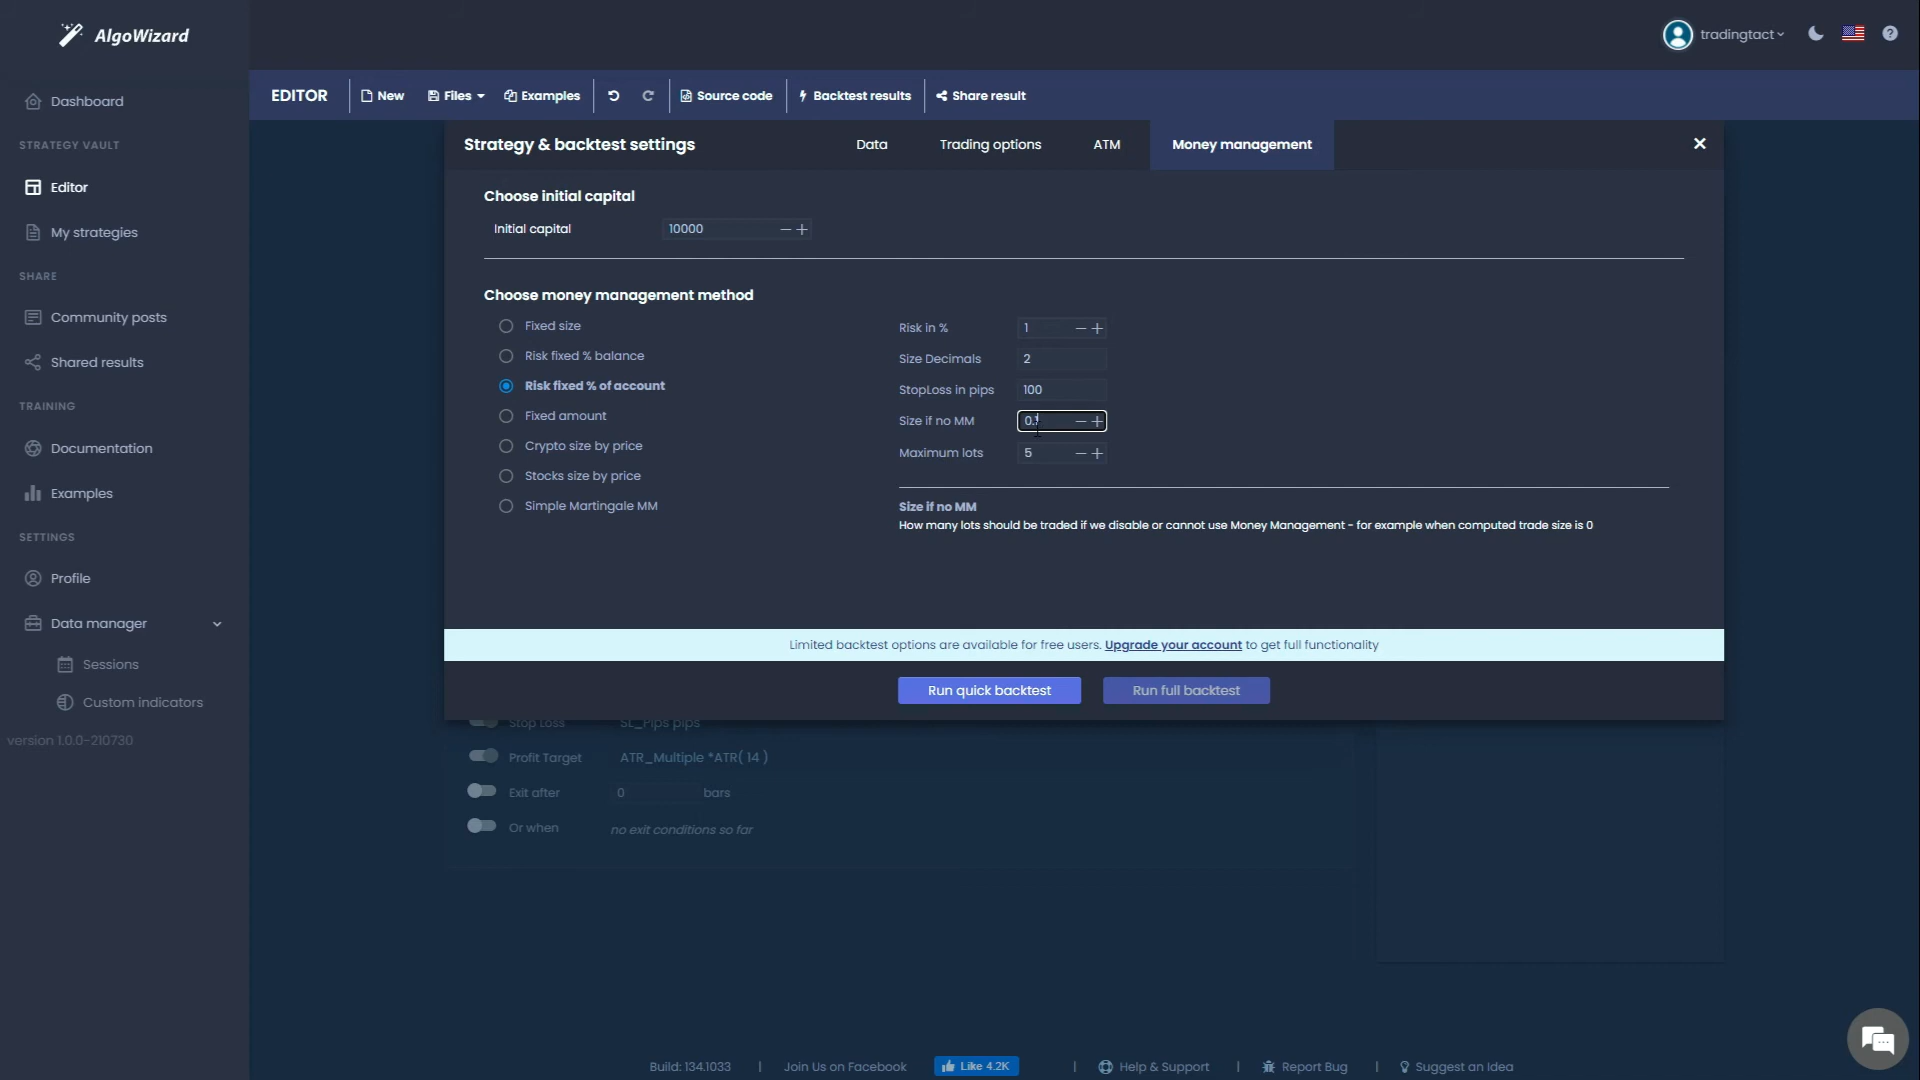 AlgoWizard
tradingtact
Dashboard
STRATEGY VAULT
Editor
My strategies
SHARE
Community posts
Shared results
TRAINING
Documentation
Examples
SETTINGS
Profile
Data manager
Sessions
Custom indicators
version 1.0.0-210730
EDITOR New Files Examples Source code Backtest results Share result
Strategy & backtest settings Data Trading options ATM Money management
Choose initial capital
Initial capital 10000
Choose money management method
Fixed size
Risk fixed % balance
Risk fixed % of account
Fixed amount
Crypto size by price
Stocks size by price
Simple Martingale MM
Risk in % 1
Size Decimals 2
StopLoss in pips 100
Size if no MM 0.1
Maximum lots 5
Size if no MM
How many lots should be traded if we disable or cannot use Money Management - for example when computed trade size is 0
Limited backtest options are available for free users. Upgrade your account to get full functionality
Run quick backtest Run full backtest
Stop Loss SL_Pips pips
Profit Target ATR_Multiple *ATR( 14 )
Exit after 0 bars
Or when no exit conditions so far
Build: 134.1033 | Join Us on Facebook Like 4.2K | Help & Support | Report Bug | Suggest an Idea